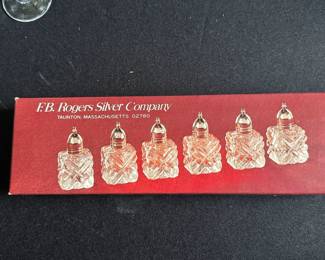 F.B. Rogers Silver Company
TAUNTON, MASSACHUSETTS 02780